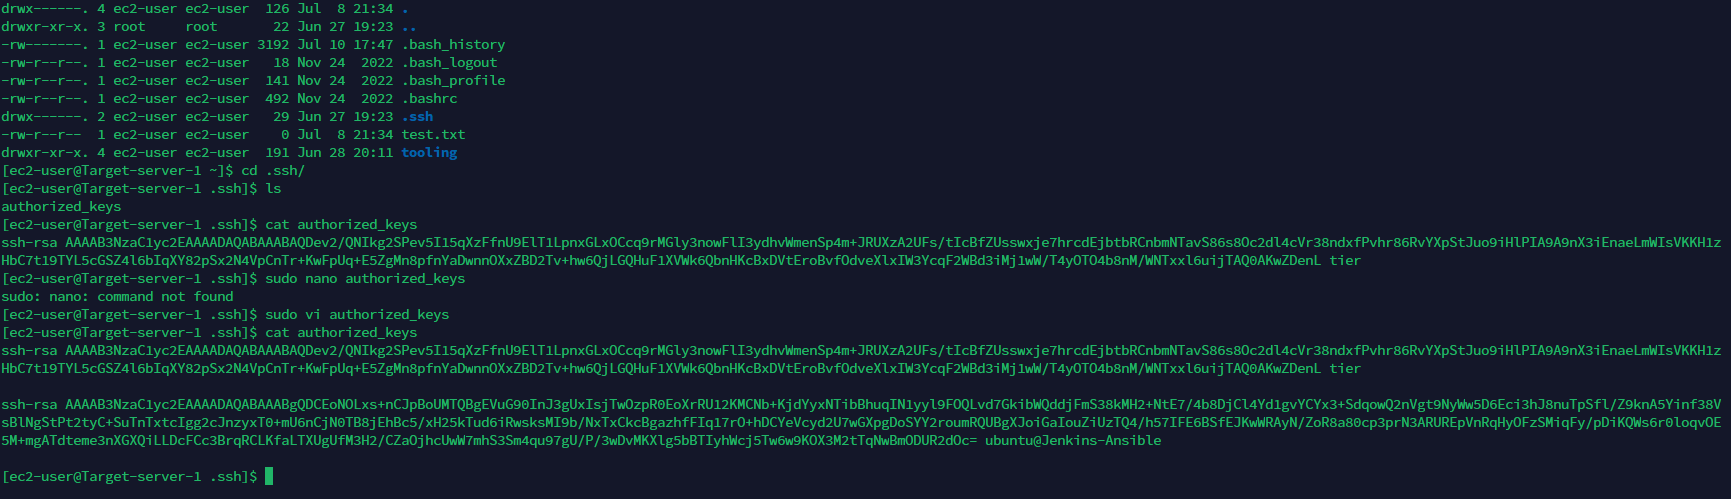 drwx------. 4 ec2-user ec2-user  126 Jul  8 21:34 .
drwxr-xr-x. 3 root     root       22 Jun 27 19:23 ..
-rw-------. 1 ec2-user ec2-user 3192 Jul 10 17:47 .bash_history
-rw-r--r--. 1 ec2-user ec2-user   18 Nov 24  2022 .bash_logout
-rw-r--r--. 1 ec2-user ec2-user  141 Nov 24  2022 .bash_profile
-rw-r--r--. 1 ec2-user ec2-user  492 Nov 24  2022 .bashrc
drwx------. 2 ec2-user ec2-user   29 Jun 27 19:23 .ssh
-rw-r--r--  1 ec2-user ec2-user    0 Jul  8 21:34 test.txt
drwxr-xr-x. 4 ec2-user ec2-user  191 Jun 28 20:11 tooling
[ec2-user@Target-server-1 ~]$ cd .ssh/
[ec2-user@Target-server-1 .ssh]$ ls
authorized_keys
[ec2-user@Target-server-1 .ssh]$ cat authorized_keys
ssh-rsa AAAAB3NzaC1yc2EAAAADAQABAAABAQDev2/QNIkg2SPev5I15qXzFfnU9ElT1LpnxGLxOCcq9rMGly3nowFlI3ydhvWmenSp4m+JRUXzA2UFs/tIcBfZUsswxje7hrcdEjbtbRCnbmNTavS86s8Oc2dl4cVr38ndxfPvhr86RvYXpStJuo9iHlPIA9A9nX3iEnaeLmWIsVKKH1z
HbC7t19TYL5cGSZ4l6bIqXY82pSx2N4VpCnTr+KwFpUq+E5ZgMn8pfnYaDwnnOXxZBD2Tv+hw6QjLGQHuF1XVWk6QbnHKcBxDVtEroBvfOdveXlxIW3YcqF2WBd3iMj1wW/T4yOTO4b8nM/WNTxxl6uijTAQ0AKwZDenL tier
[ec2-user@Target-server-1 .ssh]$ sudo nano authorized_keys
sudo: nano: command not found
[ec2-user@Target-server-1 .ssh]$ sudo vi authorized_keys
[ec2-user@Target-server-1 .ssh]$ cat authorized_keys
ssh-rsa AAAAB3NzaC1yc2EAAAADAQABAAABAQDev2/QNIkg2SPev5I15qXzFfnU9ElT1LpnxGLxOCcq9rMGly3nowFlI3ydhvWmenSp4m+JRUXzA2UFs/tIcBfZUsswxje7hrcdEjbtbRCnbmNTavS86s8Oc2dl4cVr38ndxfPvhr86RvYXpStJuo9iHlPIA9A9nX3iEnaeLmWIsVKKH1z
HbC7t19TYL5cGSZ4l6bIqXY82pSx2N4VpCnTr+KwFpUq+E5ZgMn8pfnYaDwnnOXxZBD2Tv+hw6QjLGQHuF1XVWk6QbnHKcBxDVtEroBvfOdveXlxIW3YcqF2WBd3iMj1wW/T4yOTO4b8nM/WNTxxl6uijTAQ0AKwZDenL tier
ssh-rsa AAAAB3NzaC1yc2EAAAADAQABAAABgQDCEoNOLxs+nCJpBoUMTQBgEVuG90InJ3gUxIsjTwOzpR0EoXrRU12KMCNb+KjdYyxNTibBhuqIN1yyl9FOQLvd7GkibWQddjFmS38kMH2+NtE7/4b8DjCl4Yd1gvYCYx3+SdqowQ2nVgt9NyWw5D6Eci3hJ8nuTpSfl/Z9knA5Yinf38V
sBlNgStPt2tyC+SuTnTxtcIgg2cJnzyxT0+mU6nCjN0TB8jEhBc5/xH25kTud6iRwsksMI9b/NxTxCkcBgazhfFIq17rO+hDCYeVcyd2U7wGXpgDoSYY2roumRQUBgXJoiGaIouZiUzTQ4/h57IFE6BSfEJKwWRAyN/ZoR8a80cp3prN3ARUREpVnRqHyOFzSMiqFy/pDiKQWs6r0loqvOE
5M+mgATdteme3nXGXQiLLDcFCc3BrqRCLKfaLTXUgUfM3H2/CZaOjhcUwW7mhS3Sm4qu97gU/P/3wDvMKXlg5bBTIyhWcj5Tw6w9KOX3M2tTqNwBmODUR2dOc= ubuntu@Jenkins-Ansible
[ec2-user@Target-server-1 .ssh]$